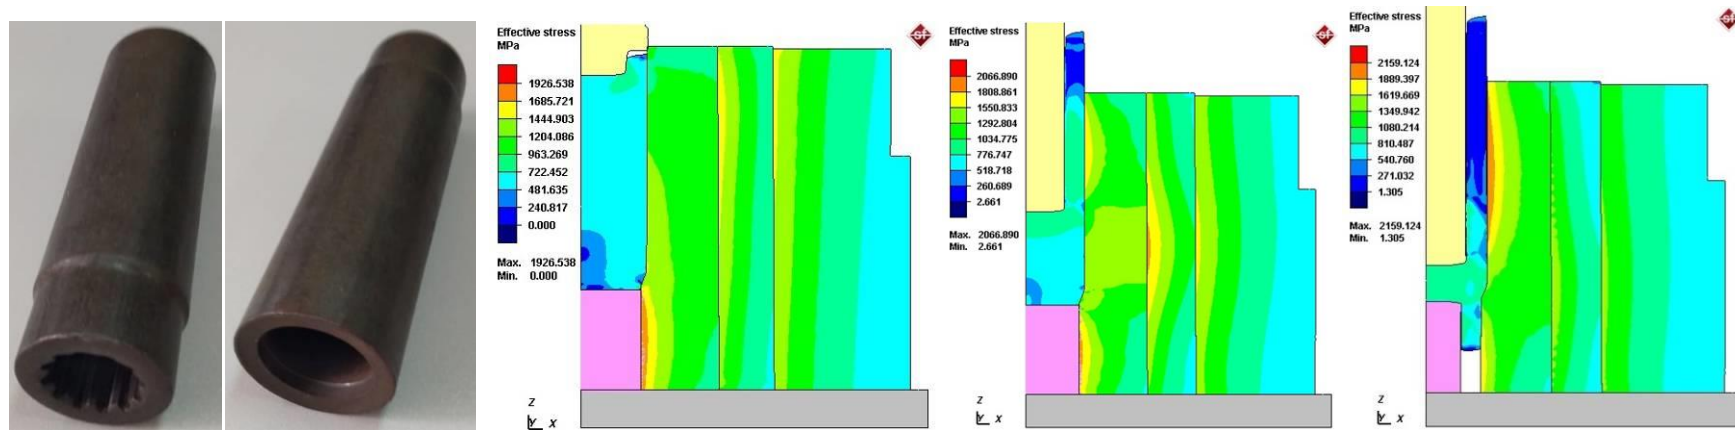 Effective stress
MPa
1926.538
1685.721
1444.903
1204.086
963.269
722.452
481.635
240.817
0.000
Max. 1926.538
Min. 0.000
Z
Y X
Effective stress
MPa
2066.890
1808.861
1550.833
1292.804
1034.775
776.747
518.718
260.689
2.661
Max. 2066.890
Min. 2.661
Z
Y X
Effective stress
MPa
2159.124
1889.397
1619.669
1349.942
1080.214
810.487
540.760
271.032
1.305
Max. 2159.124
Min. 1.305
Z
Y X